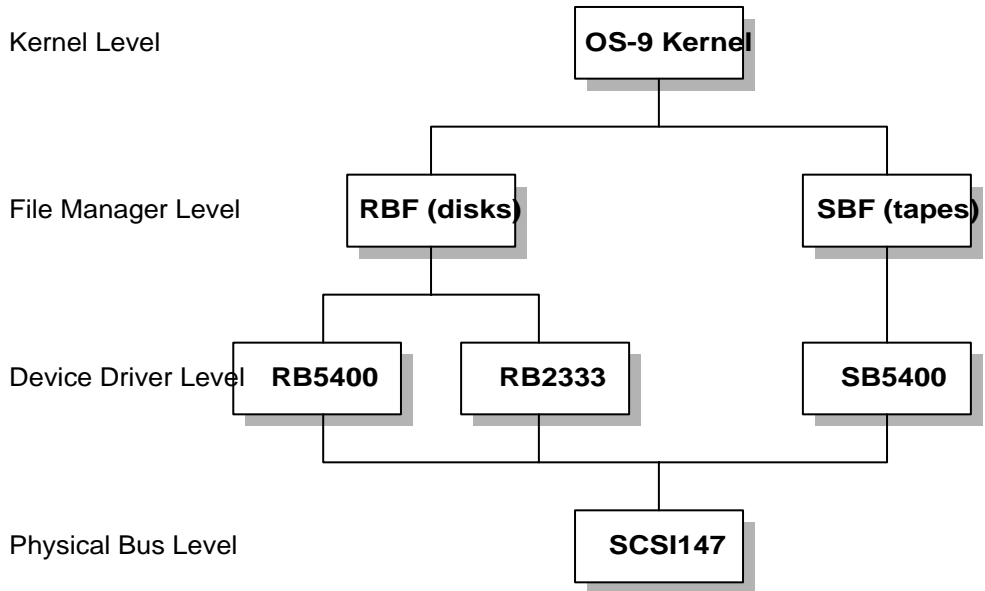 Kernel Level
OS-9 Kernel
File Manager Level
RBF (disks)
SBF (tapes)
Device Driver Level
RB5400
RB2333
SB5400
Physical Bus Level
SCSI147